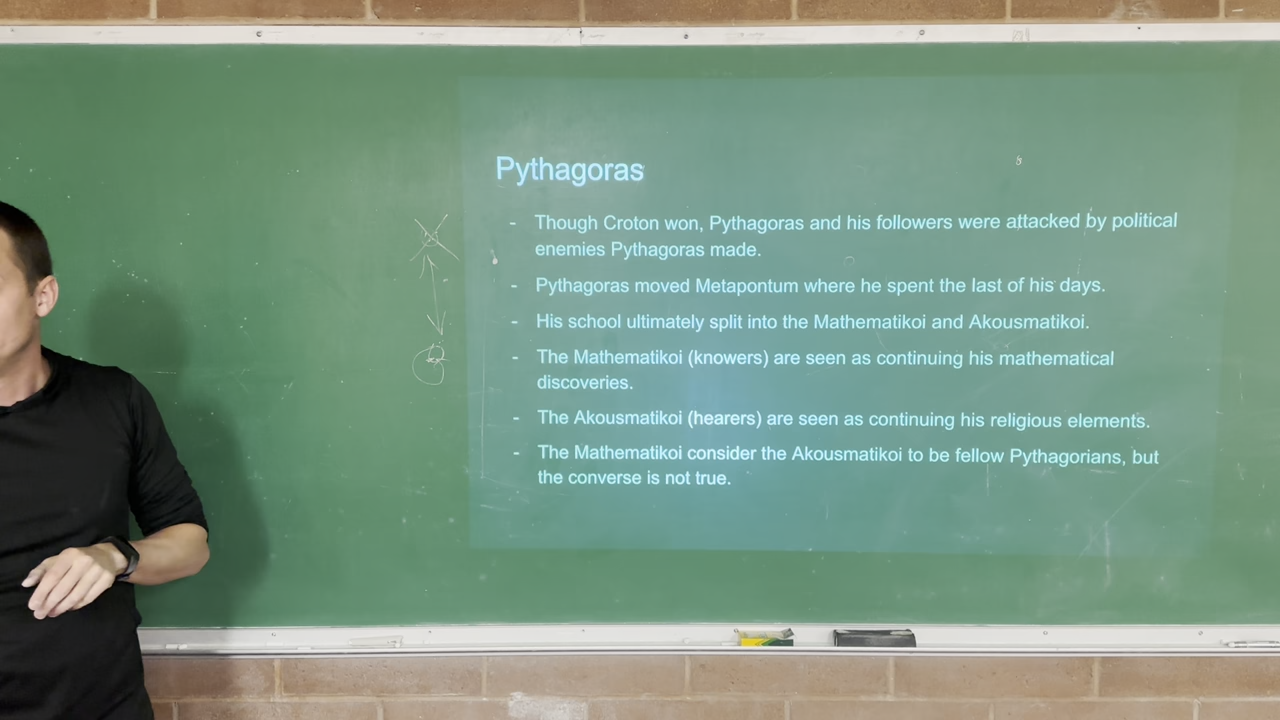 Pythagoras
- Though Croton won, Pythagoras and his followers were attacked by political
enemies Pythagoras made.
- Pythagoras moved Metapontum where he spent the last of his days.
- His school ultimately split into the Mathematikoi and Akousmatikoi.
- The Mathematikoi (knowers) are seen as continuing his mathematical
discoveries.
- The Akousmatikoi (hearers) are seen as continuing his religious elements.
- The Mathematikoi consider the Akousmatikoi to be fellow Pythagorians, but
the converse is not true.